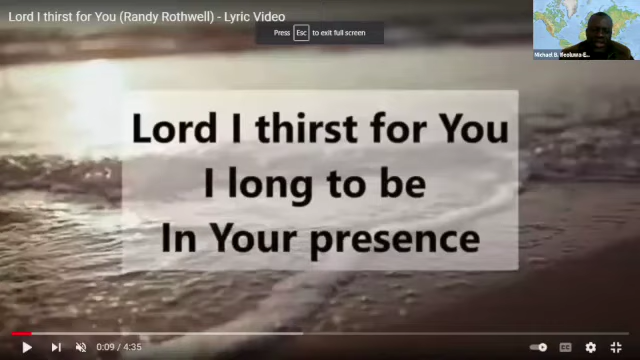 Lord I thirst for You (Randy Rothwell) - Lyric Video
Press Esc to exit full screen
Lord I thirst for You
I long to be
In Your presence
0:09 / 4:35
CC